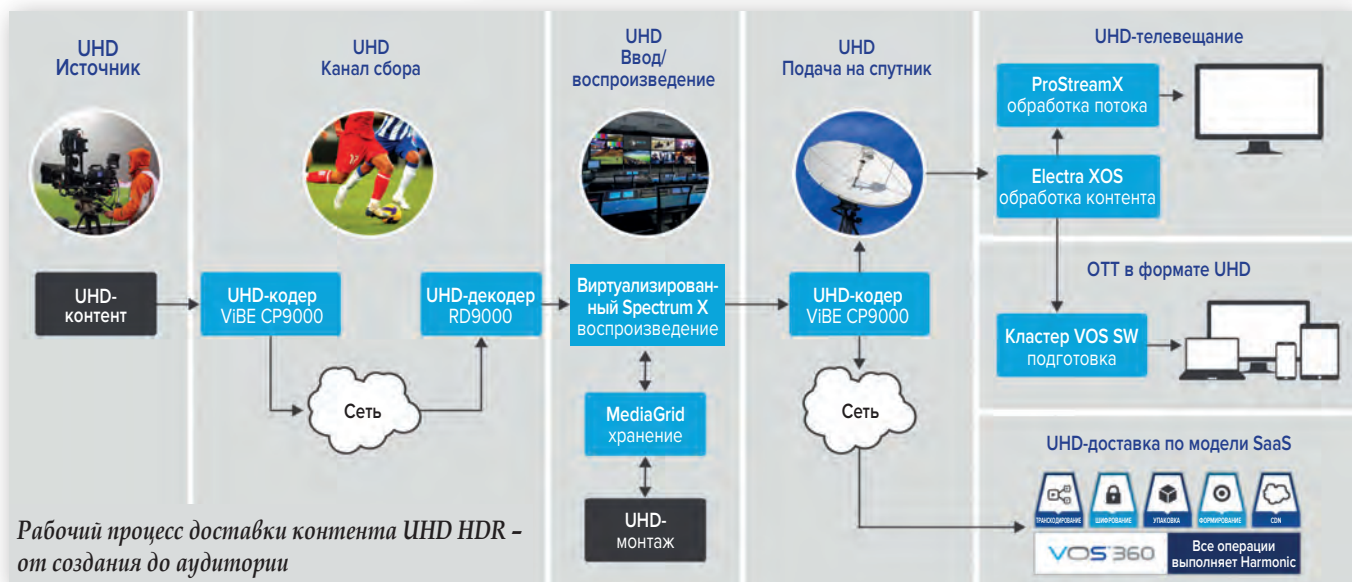 UHD
Источник
UHD-
контент
UHD
Канал сбора
UHD-кодер
ViBE CP9000
UHD-декодер
RD9000
Сеть
UHD
Ввод/
воспроизведение
Виртуализирован-
ный Spectrum X
воспроизведение
MediaGrid
хранение
UHD-
монтаж
UHD
Подача на спутник
UHD-кодер
ViBE CP9000
Сеть
UHD-телевещание
ProStreamX
обработка потока
Electra XOS
обработка контента
ОТТ в формате UHD
Кластер VOS SW
подготовка
UHD-доставка по модели SaaS
ТРАНСКОДИРОВАНИЕ
ШИФРОВАНИЕ
УПАКОВКА
ФОРМИРОВАНИЕ
CDN
VOS 360
Все операции
выполняет Harmonic
Рабочий процесс доставки контента UHD HDR –
от создания до аудитории